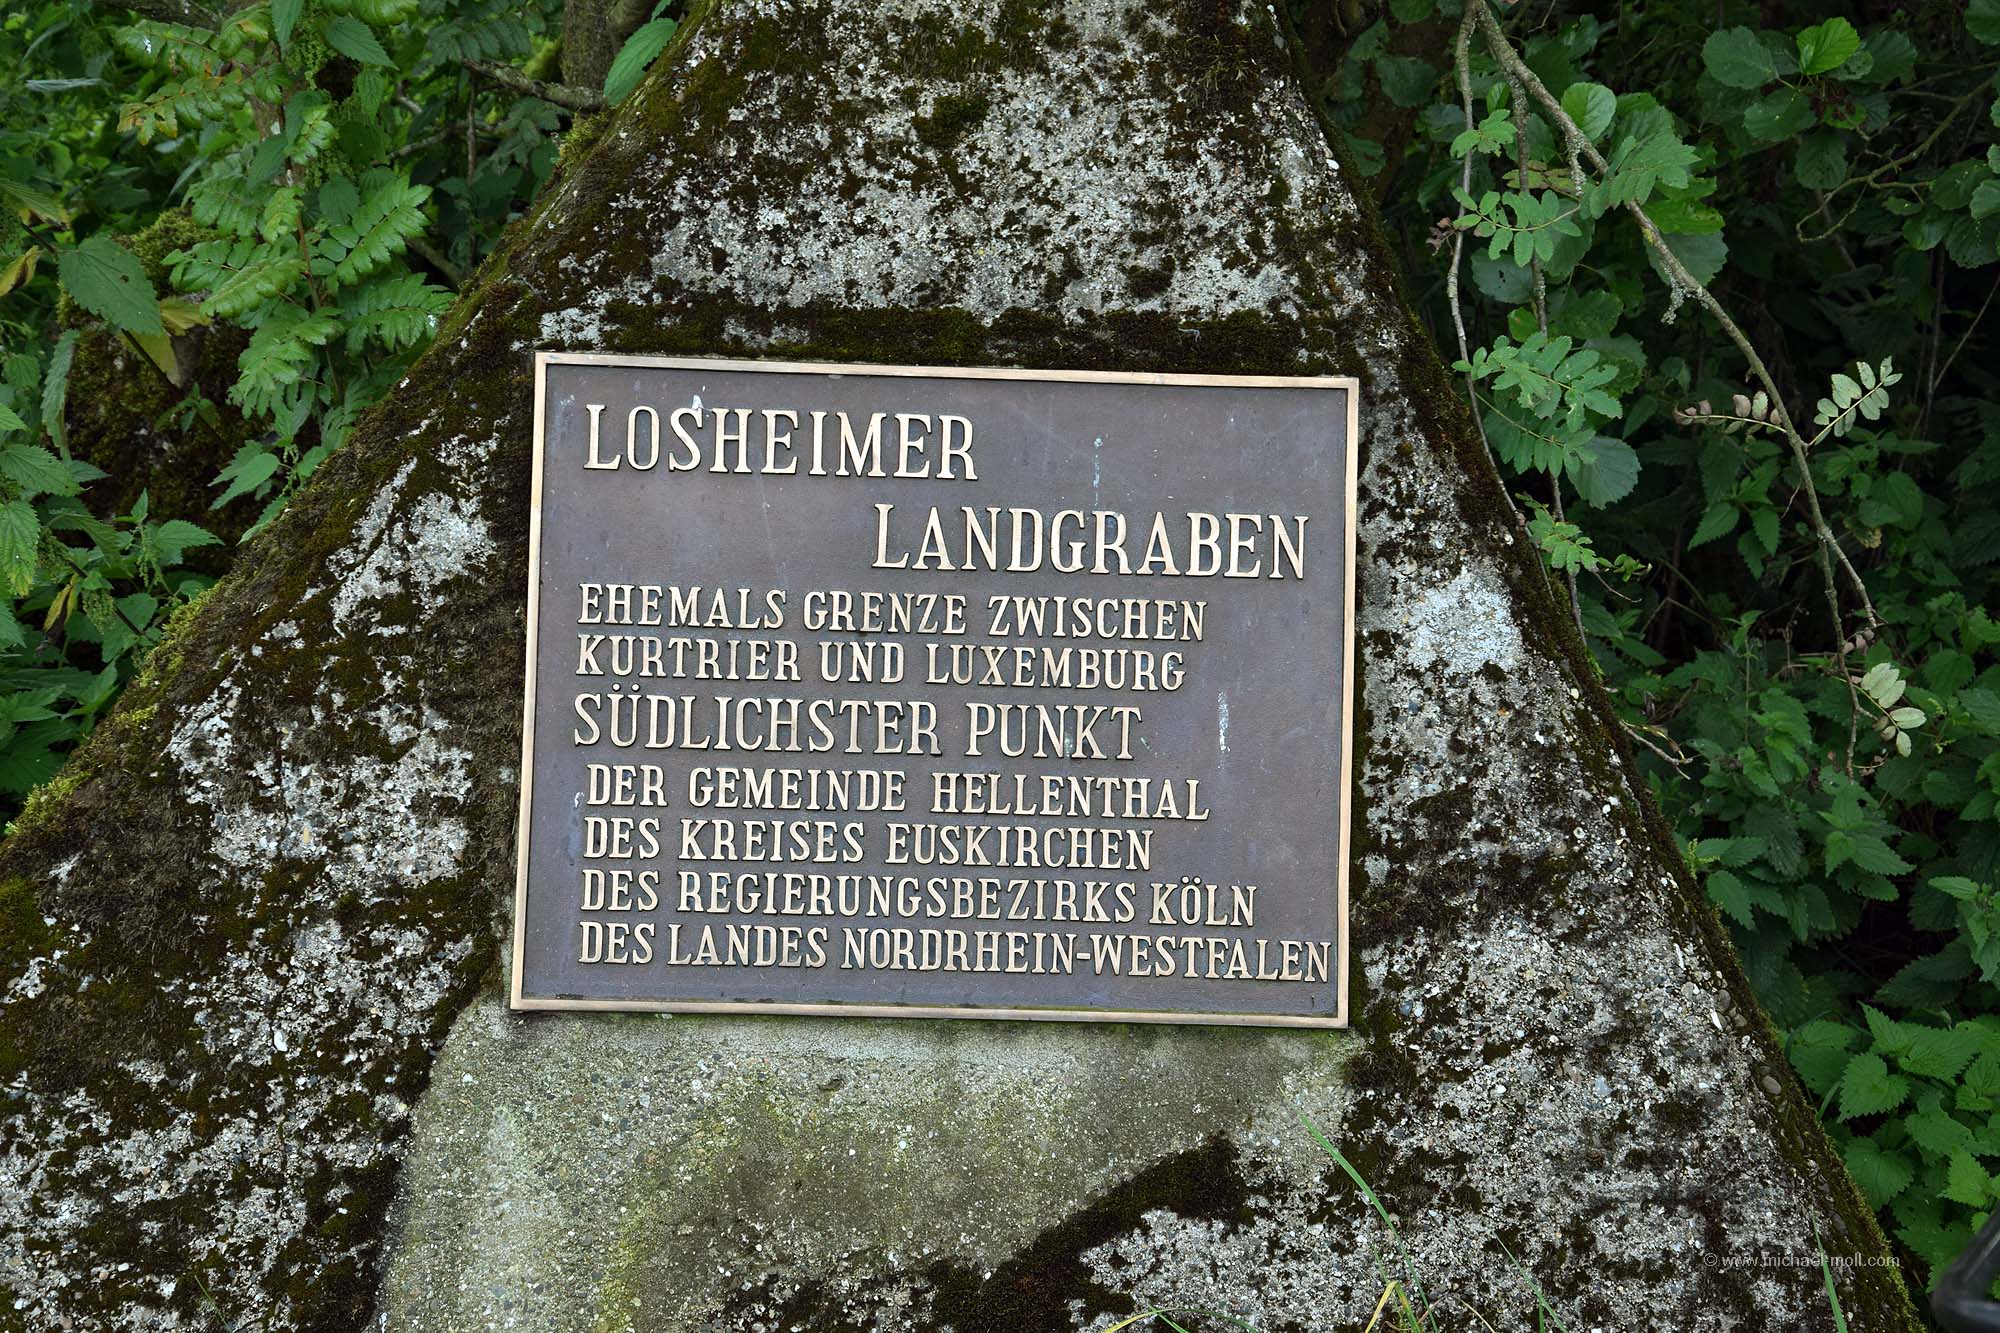 LOSHEIMER
LANDGRABEN
EHEMALS GRENZE ZWISCHEN
KURTRIER UND LUXEMBURG
SÜDLICHSTER PUNKT
DER GEMEINDE HELLENTHAL
DES KREISES EUSKIRCHEN
DES REGIERUNGSBEZIRKS KÖLN
DES LANDES NORDRHEIN-WESTFALEN
© www.michael-moll.com